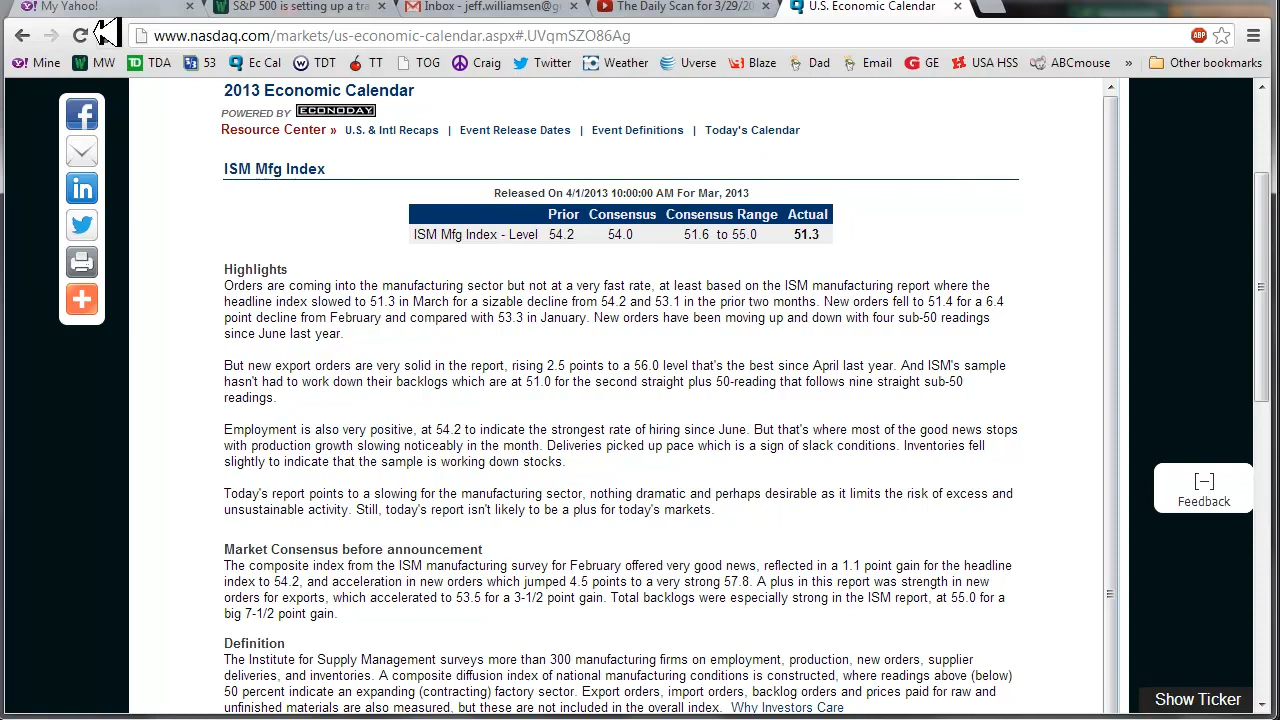 My Yahoo!
S&P 500 is setting up a tra
Inbox - jeff.williamsen@g
The Daily Scan for 3/29/20
U.S. Economic Calendar
www.nasdaq.com/markets/us-economic-calendar.aspx#.UVqmSZO86Ag
ABP
Mine MW TDA 53 Ec Cal TDT TT TOG Craig Twitter Weather Uverse Blaze Dad Email GE USA HSS ABCmouse » Other bookmarks
2013 Economic Calendar
POWERED BY ECONODAY
Resource Center » U.S. & Intl Recaps | Event Release Dates | Event Definitions | Today's Calendar
ISM Mfg Index
Released On 4/1/2013 10:00:00 AM For Mar, 2013
Prior Consensus Consensus Range Actual
ISM Mfg Index - Level 54.2 54.0 51.6 to 55.0 51.3
Highlights
Orders are coming into the manufacturing sector but not at a very fast rate, at least based on the ISM manufacturing report where the
headline index slowed to 51.3 in March for a sizable decline from 54.2 and 53.1 in the prior two months. New orders fell to 51.4 for a 6.4
point decline from February and compared with 53.3 in January. New orders have been moving up and down with four sub-50 readings
since June last year.
But new export orders are very solid in the report, rising 2.5 points to a 56.0 level that's the best since April last year. And ISM's sample
hasn't had to work down their backlogs which are at 51.0 for the second straight plus 50-reading that follows nine straight sub-50
readings.
Employment is also very positive, at 54.2 to indicate the strongest rate of hiring since June. But that's where most of the good news stops
with production growth slowing noticeably in the month. Deliveries picked up pace which is a sign of slack conditions. Inventories fell
slightly to indicate that the sample is working down stocks.
Today's report points to a slowing for the manufacturing sector, nothing dramatic and perhaps desirable as it limits the risk of excess and
unsustainable activity. Still, today's report isn't likely to be a plus for today's markets.
Market Consensus before announcement
The composite index from the ISM manufacturing survey for February offered very good news, reflected in a 1.1 point gain for the headline
index to 54.2, and acceleration in new orders which jumped 4.5 points to a very strong 57.8. A plus in this report was strength in new
orders for exports, which accelerated to 53.5 for a 3-1/2 point gain. Total backlogs were especially strong in the ISM report, at 55.0 for a
big 7-1/2 point gain.
Definition
The Institute for Supply Management surveys more than 300 manufacturing firms on employment, production, new orders, supplier
deliveries, and inventories. A composite diffusion index of national manufacturing conditions is constructed, where readings above (below)
50 percent indicate an expanding (contracting) factory sector. Export orders, import orders, backlog orders and prices paid for raw and
unfinished materials are also measured, but these are not included in the overall index. Why Investors Care
[-]
Feedback
Show Ticker